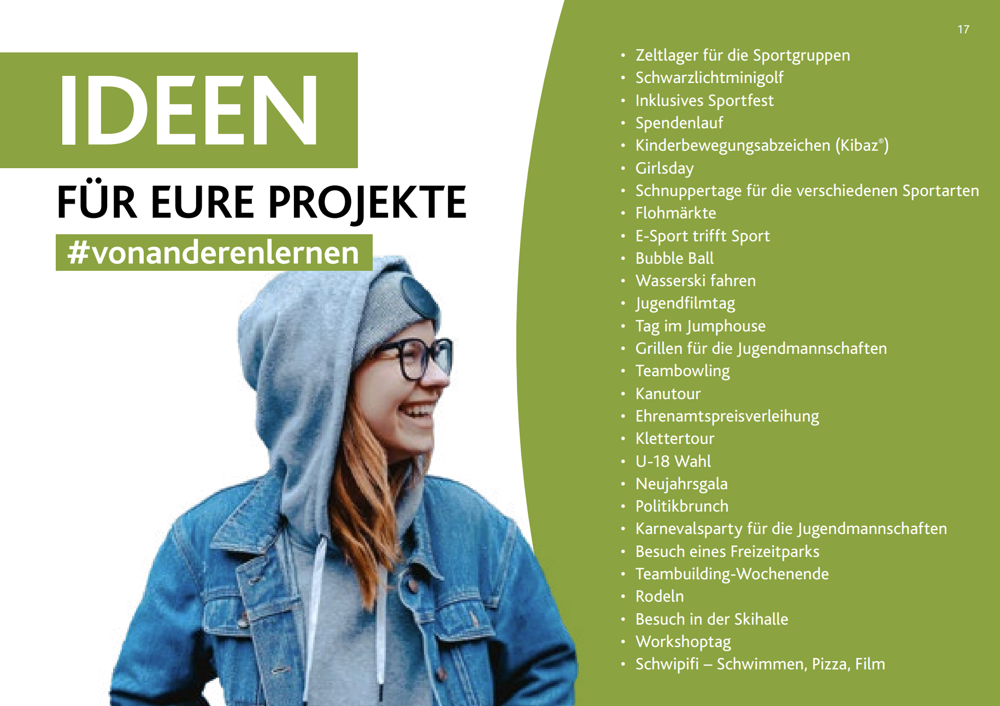 17
IDEEN
FÜR EURE PROJEKTE
#vonanderenlernen
• Zeltlager für die Sportgruppen
• Schwarzlichtminigolf
• Inklusives Sportfest
• Spendenlauf
• Kinderbewegungsabzeichen (Kibaz®)
• Girlsday
• Schnuppertage für die verschiedenen Sportarten
• Flohmärkte
• E-Sport trifft Sport
• Bubble Ball
• Wasserski fahren
• Jugendfilmtag
• Tag im Jumphouse
• Grillen für die Jugendmannschaften
• Teambowling
• Kanutour
• Ehrenamtspreisverleihung
• Klettertour
• U-18 Wahl
• Neujahrsgala
• Politikbrunch
• Karnevalsparty für die Jugendmannschaften
• Besuch eines Freizeitparks
• Teambuilding-Wochenende
• Rodeln
• Besuch in der Skihalle
• Workshoptag
• Schwipifi – Schwimmen, Pizza, Film